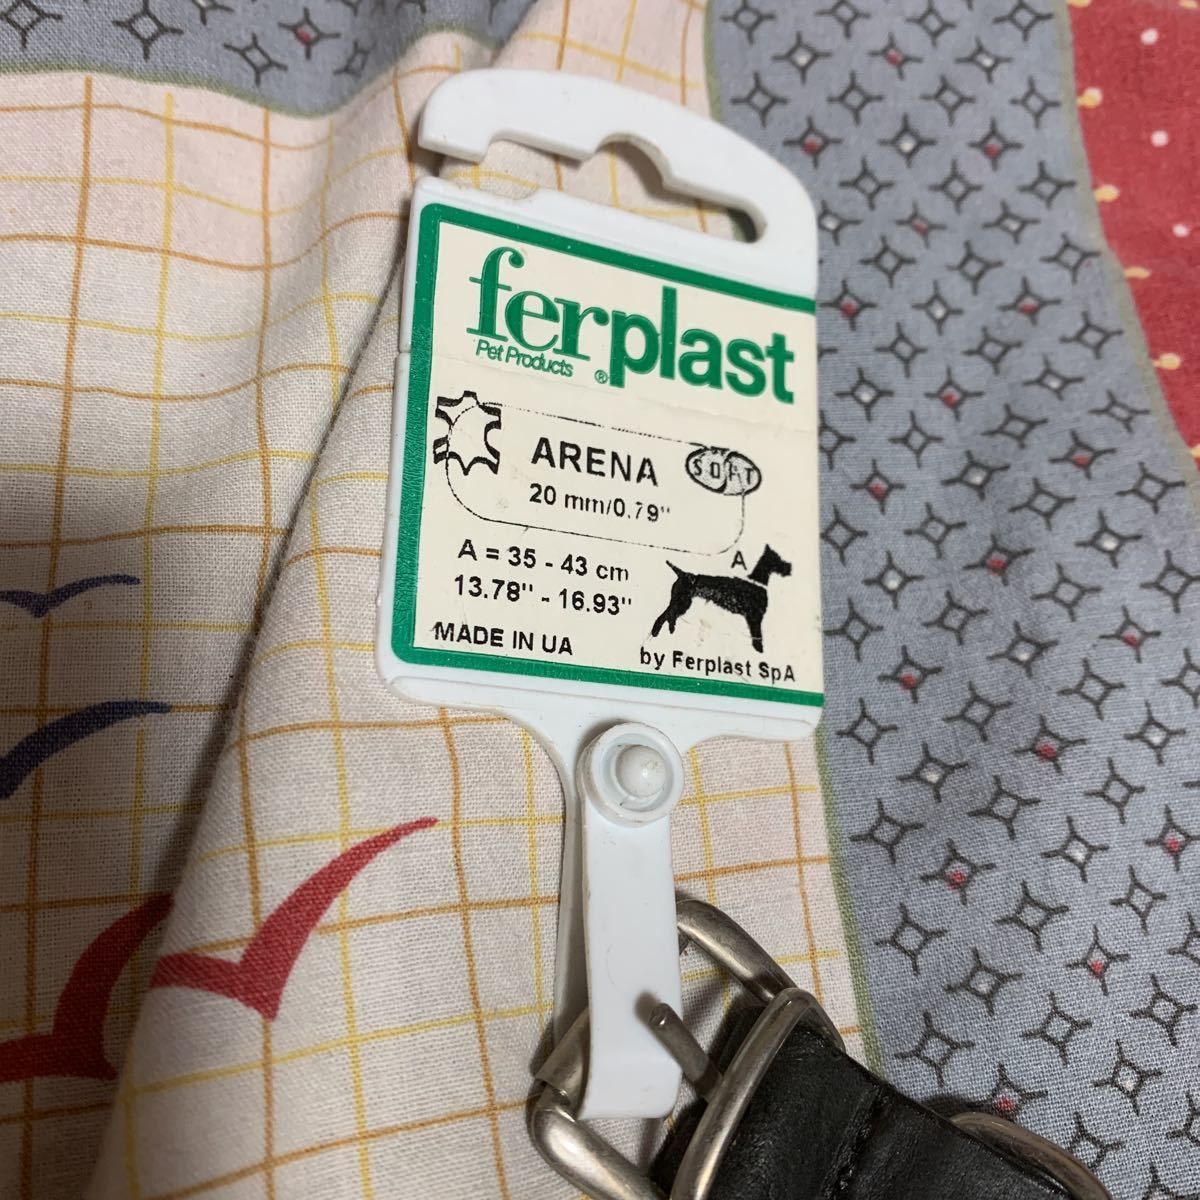 ferplast
Pet Products ®
ARENA SOFT
20 mm/0.79"
A = 35 - 43 cm
13.78" - 16.93"
A
MADE IN UA
by Ferplast SpA